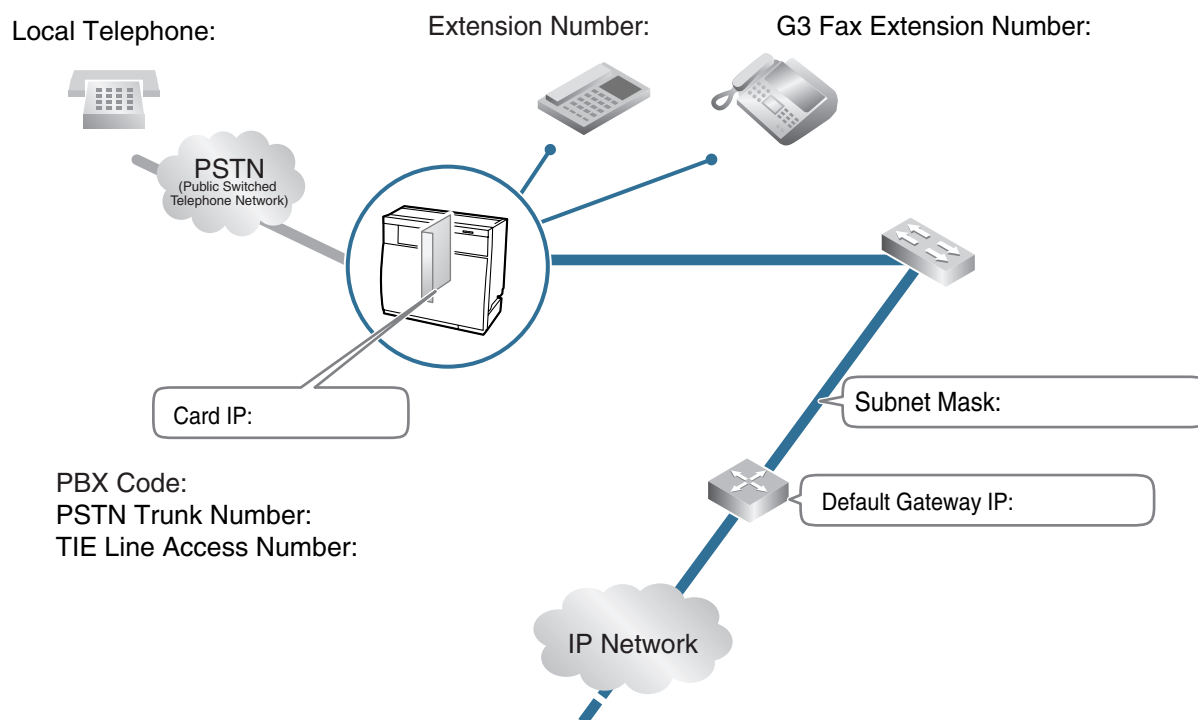 Local Telephone:
Extension Number:
G3 Fax Extension Number:
PSTN
(Public Switched
Telephone Network)
Card IP:
Subnet Mask:
Default Gateway IP:
PBX Code:
PSTN Trunk Number:
TIE Line Access Number:
IP Network